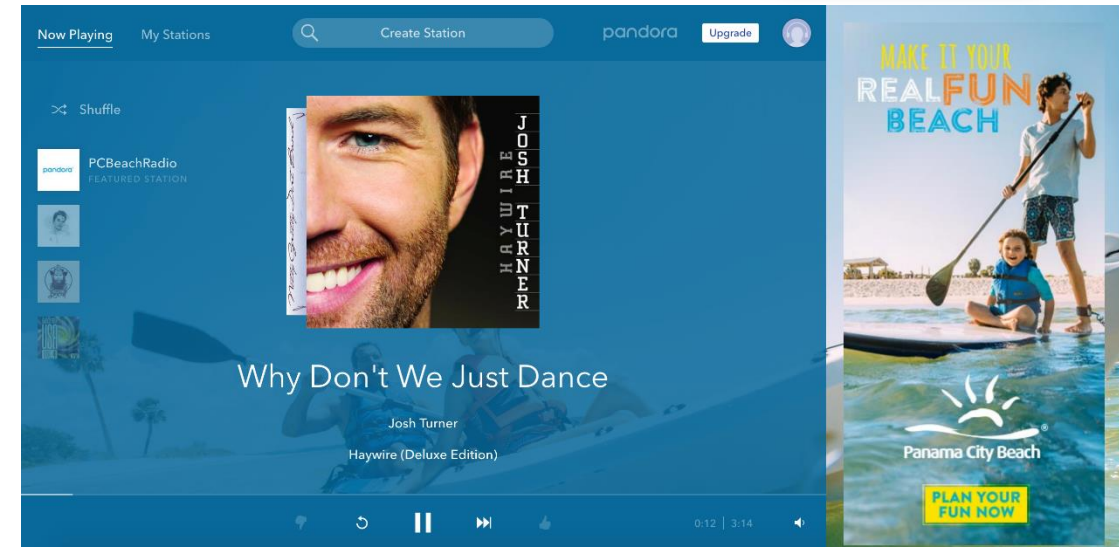 Now Playing
My Stations
Create Station
pandora
Upgrade
Shuffle
pandora
PCBeachRadio
FEATURED STATION
JOSH TURNER
HAYWIRE
Why Don't We Just Dance
Josh Turner
Haywire (Deluxe Edition)
0:12 | 3:14
MAKE IT YOUR
REAL FUN
BEACH
Panama City Beach
PLAN YOUR
FUN NOW